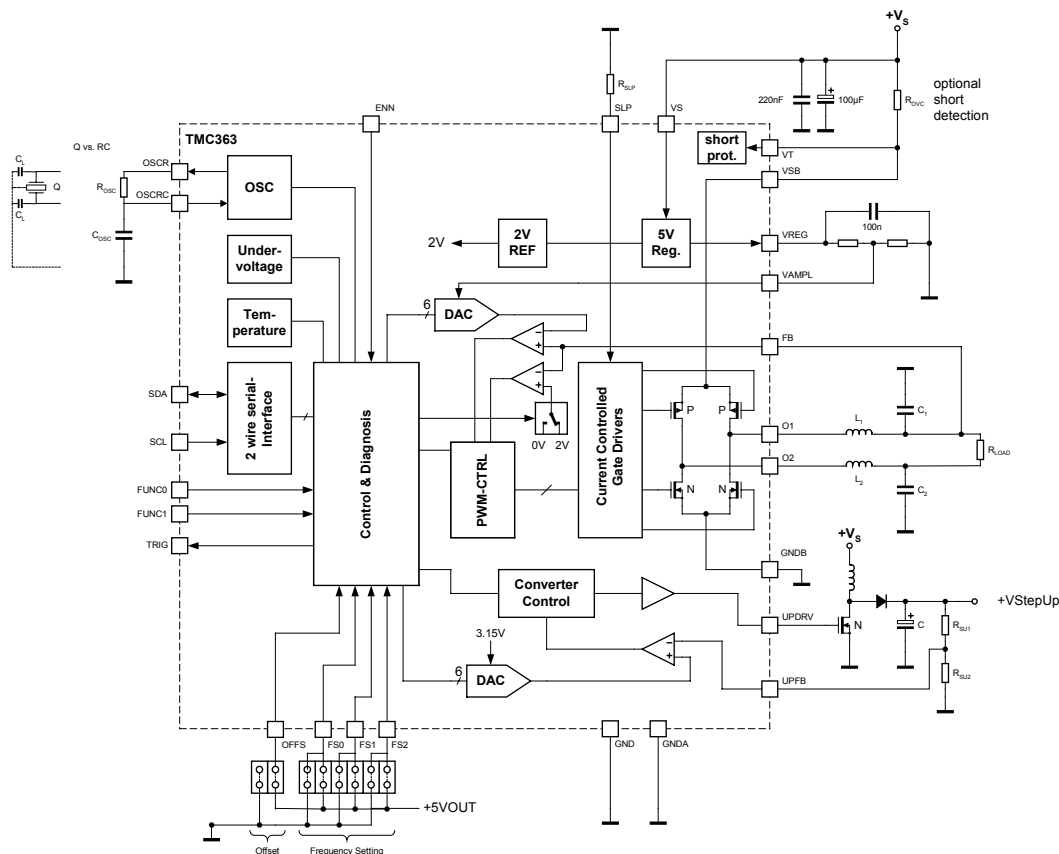 +VS
RSLP
ENN
SLP
VS
220nF
+
100µF
ROVC
optional
short
detection
TMC363
short
prot.
VT
VSB
Q vs. RC
CL
Q
CL
OSCR
ROSC
OSCRC
COSC
OSC
2V
2V
REF
5V
Reg.
VREG
100n
VAMPL
Under-
voltage
Tem-
perature
6
DAC
−
+
−
+
FB
0V
2V
SDA
SCL
2 wire serial-
Interface
Control & Diagnosis
PWM-CTRL
Current Controlled
Gate Drivers
P
P
N
N
O1
O2
L1
L2
C1
C2
RLOAD
FUNC0
FUNC1
TRIG
GNDB
+VS
Converter
Control
UPDRV
N
+
C
+VStepUp
RSU1
RSU2
3.15V
6
DAC
−
+
UPFB
OFFS
FS0
FS1
FS2
GND
GNDA
+5VOUT
Offset
Frequency Setting